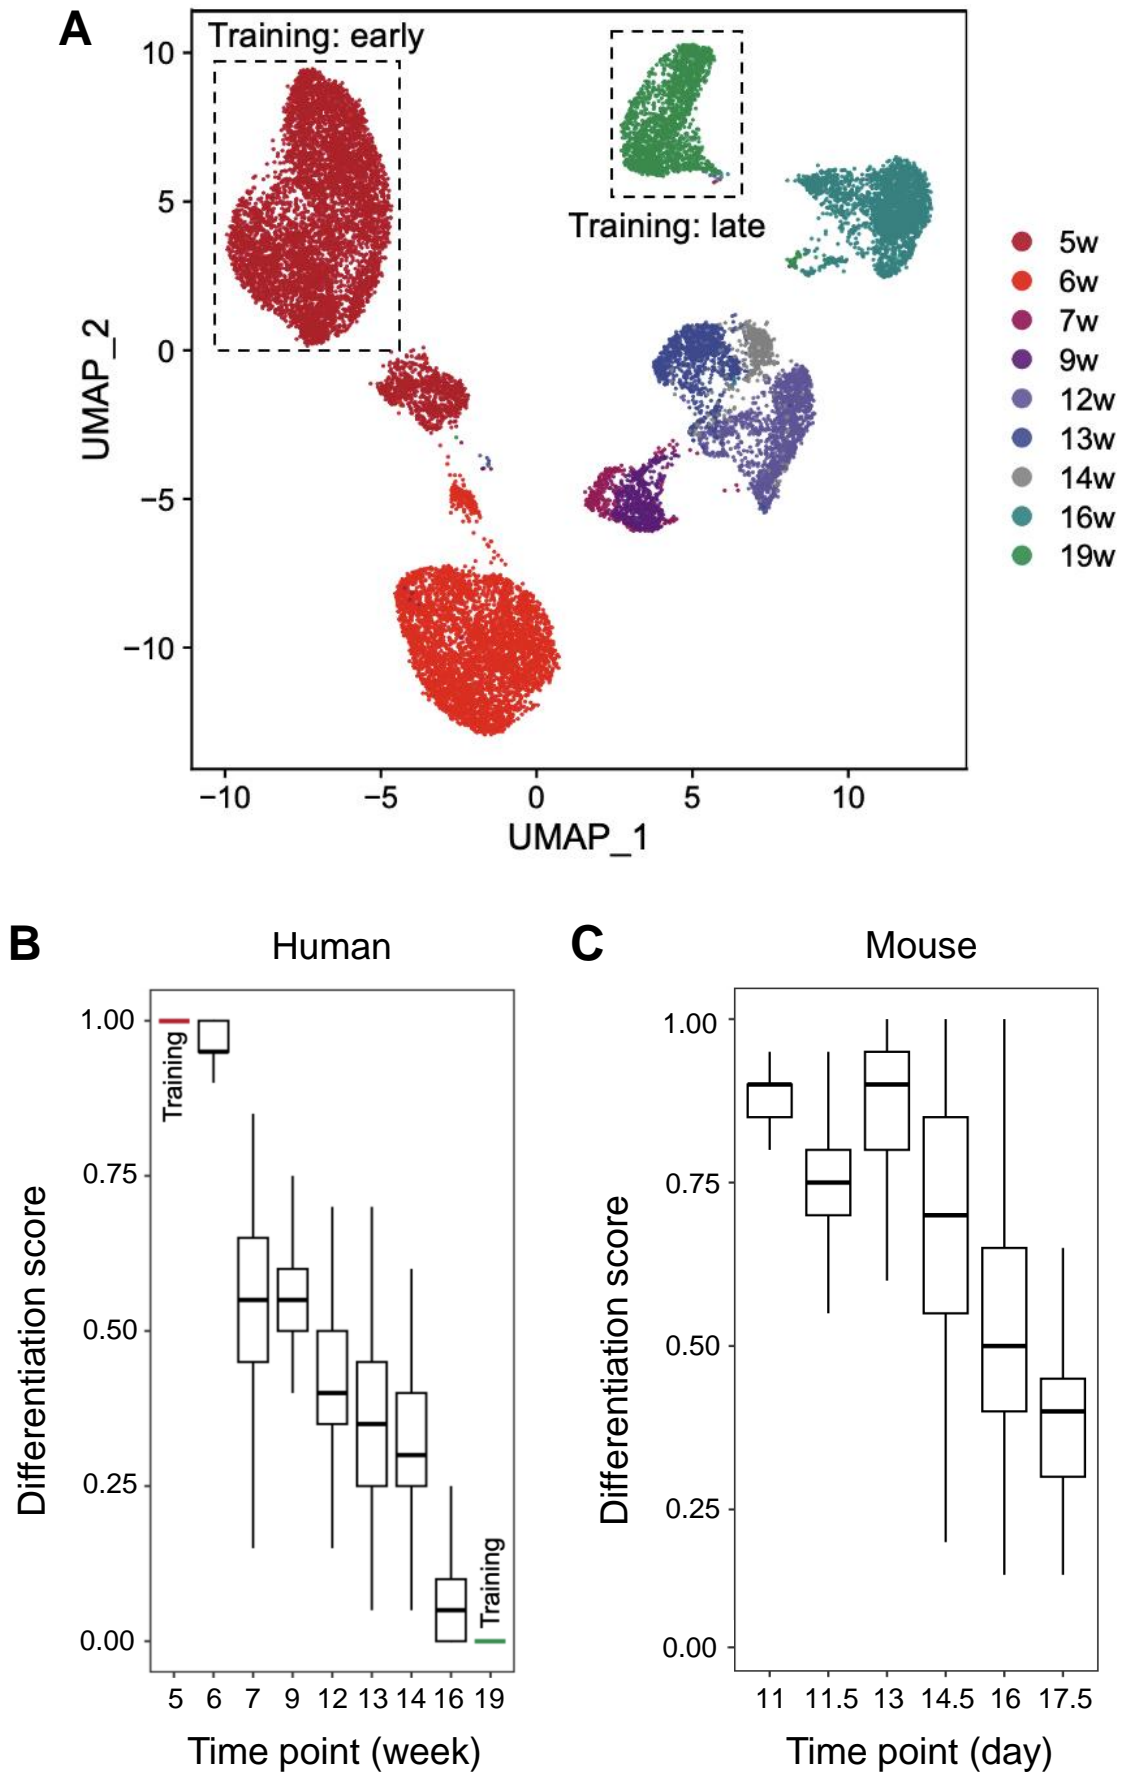 A
Training: early
Training: late
10
5
0
−5
−10
UMAP_2
−10 −5 0 5 10
UMAP_1
5w
6w
7w
9w
12w
13w
14w
16w
19w
B
Human
1.00
0.75
0.50
0.25
0.00
Differentiation score
Training
Training
5 6 7 9 12 13 14 16 19
Time point (week)
C
Mouse
1.00
0.75
0.50
0.25
0.00
Differentiation score
11 11.5 13 14.5 16 17.5
Time point (day)